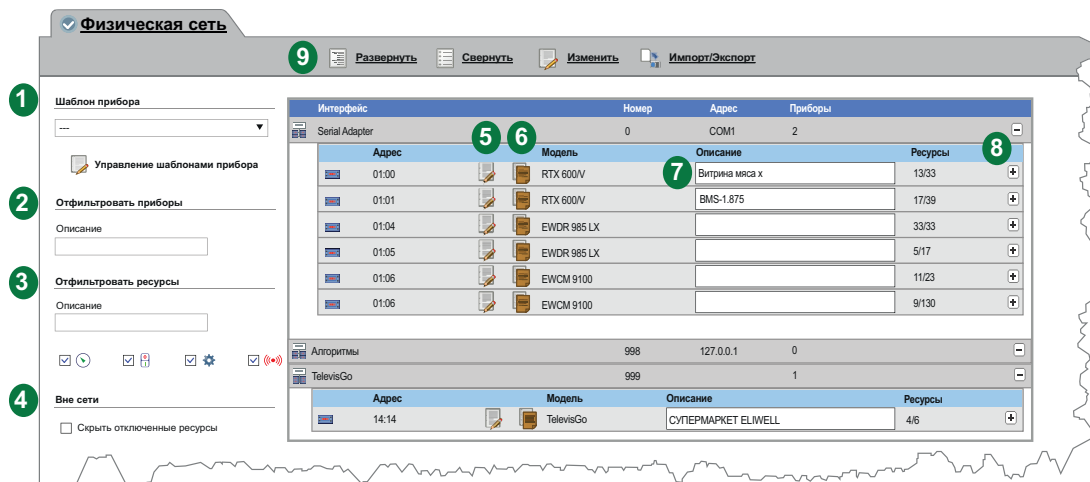 Физическая сеть
9 Развернуть Свернуть Изменить Импорт/Экспорт
1 Шаблон прибора
---
Управление шаблонами прибора
2 Отфильтровать приборы
Описание
3 Отфильтровать ресурсы
Описание
4 Вне сети
Скрыть отключенные ресурсы
Интерфейс Номер Адрес Приборы
Serial Adapter 0 COM1 2
5 6 8
Адрес Модель Описание Ресурсы
01:00 RTX 600/V 7 Витрина мяса x 13/33
01:01 RTX 600/V BMS-1.875 17/39
01:04 EWDR 985 LX 33/33
01:05 EWDR 985 LX 5/17
01:06 EWCM 9100 11/23
01:06 EWCM 9100 9/130
Алгоритмы 998 127.0.0.1 0
TelevisGo 999 1
Адрес Модель Описание Ресурсы
14:14 TelevisGo СУПЕРМАРКЕТ ELIWELL 4/6